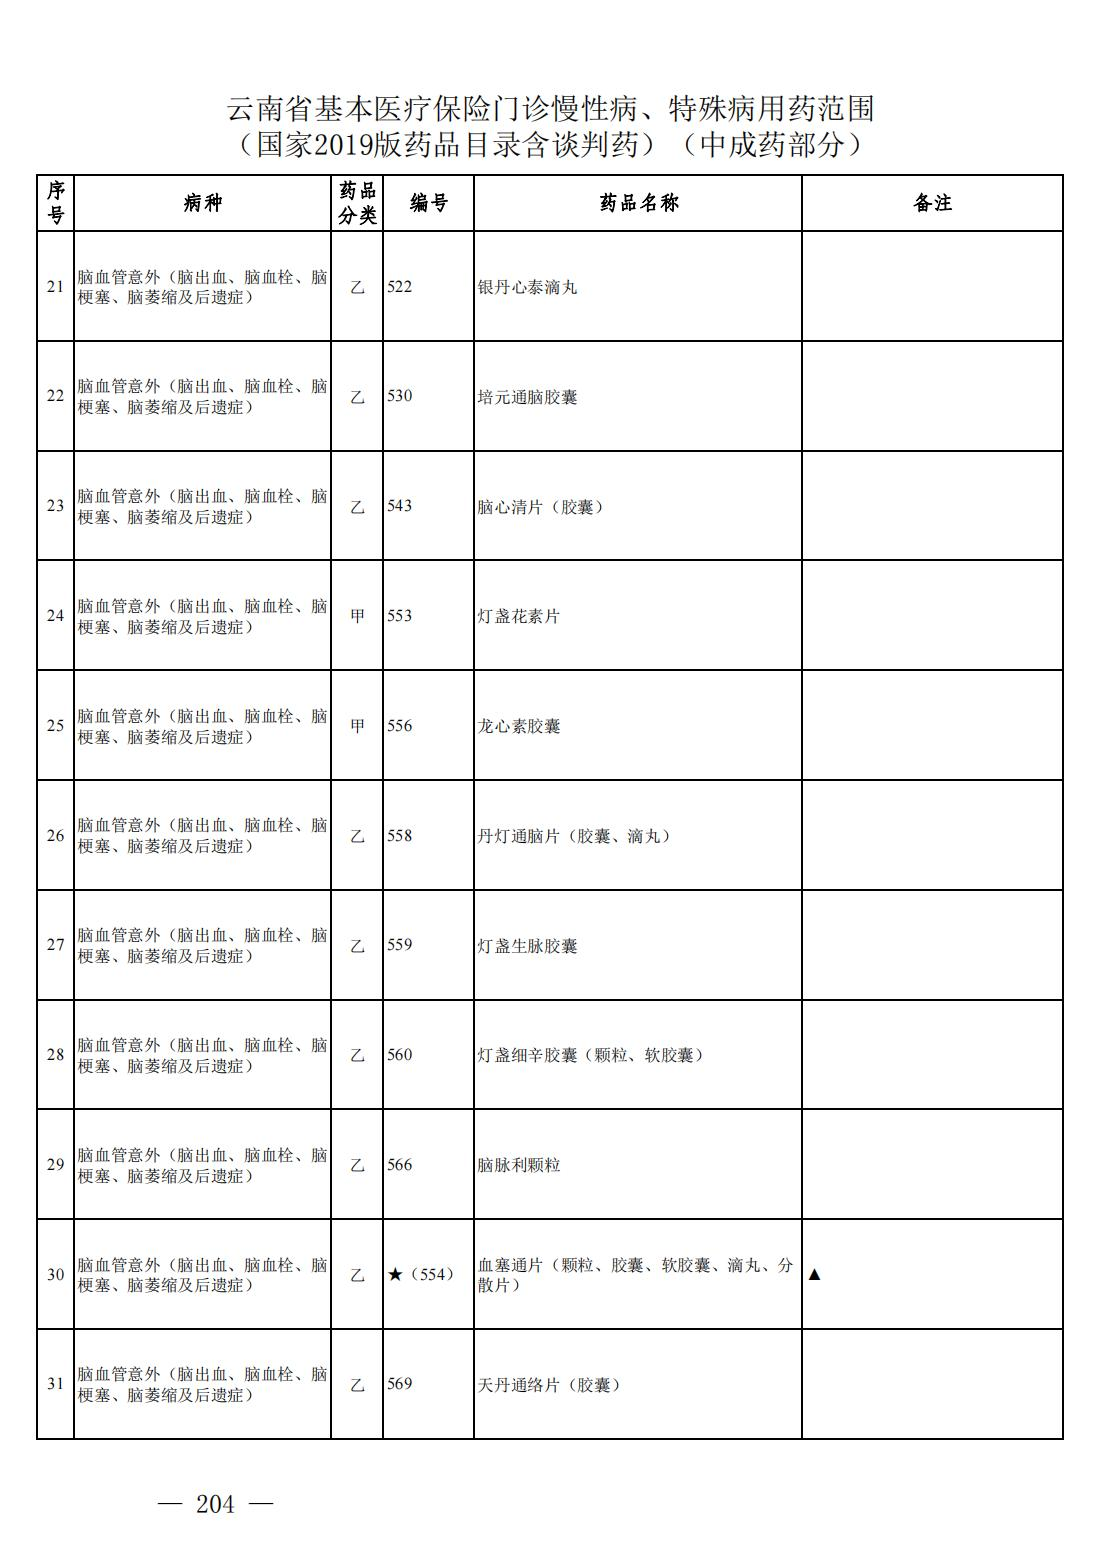 云南省基本医疗保险门诊慢性病、特殊病用药范围
（国家2019版药品目录含谈判药）（中成药部分）
序号 病种 药品分类 编号 药品名称 备注
21 脑血管意外（脑出血、脑血栓、脑梗塞、脑萎缩及后遗症） 乙 522 银丹心泰滴丸
22 脑血管意外（脑出血、脑血栓、脑梗塞、脑萎缩及后遗症） 乙 530 培元通脑胶囊
23 脑血管意外（脑出血、脑血栓、脑梗塞、脑萎缩及后遗症） 乙 543 脑心清片（胶囊）
24 脑血管意外（脑出血、脑血栓、脑梗塞、脑萎缩及后遗症） 甲 553 灯盏花素片
25 脑血管意外（脑出血、脑血栓、脑梗塞、脑萎缩及后遗症） 甲 556 龙心素胶囊
26 脑血管意外（脑出血、脑血栓、脑梗塞、脑萎缩及后遗症） 乙 558 丹灯通脑片（胶囊、滴丸）
27 脑血管意外（脑出血、脑血栓、脑梗塞、脑萎缩及后遗症） 乙 559 灯盏生脉胶囊
28 脑血管意外（脑出血、脑血栓、脑梗塞、脑萎缩及后遗症） 乙 560 灯盏细辛胶囊（颗粒、软胶囊）
29 脑血管意外（脑出血、脑血栓、脑梗塞、脑萎缩及后遗症） 乙 566 脑脉利颗粒
30 脑血管意外（脑出血、脑血栓、脑梗塞、脑萎缩及后遗症） 乙 ★（554） 血塞通片（颗粒、胶囊、软胶囊、滴丸、分散片） ▲
31 脑血管意外（脑出血、脑血栓、脑梗塞、脑萎缩及后遗症） 乙 569 天丹通络片（胶囊）
— 204 —